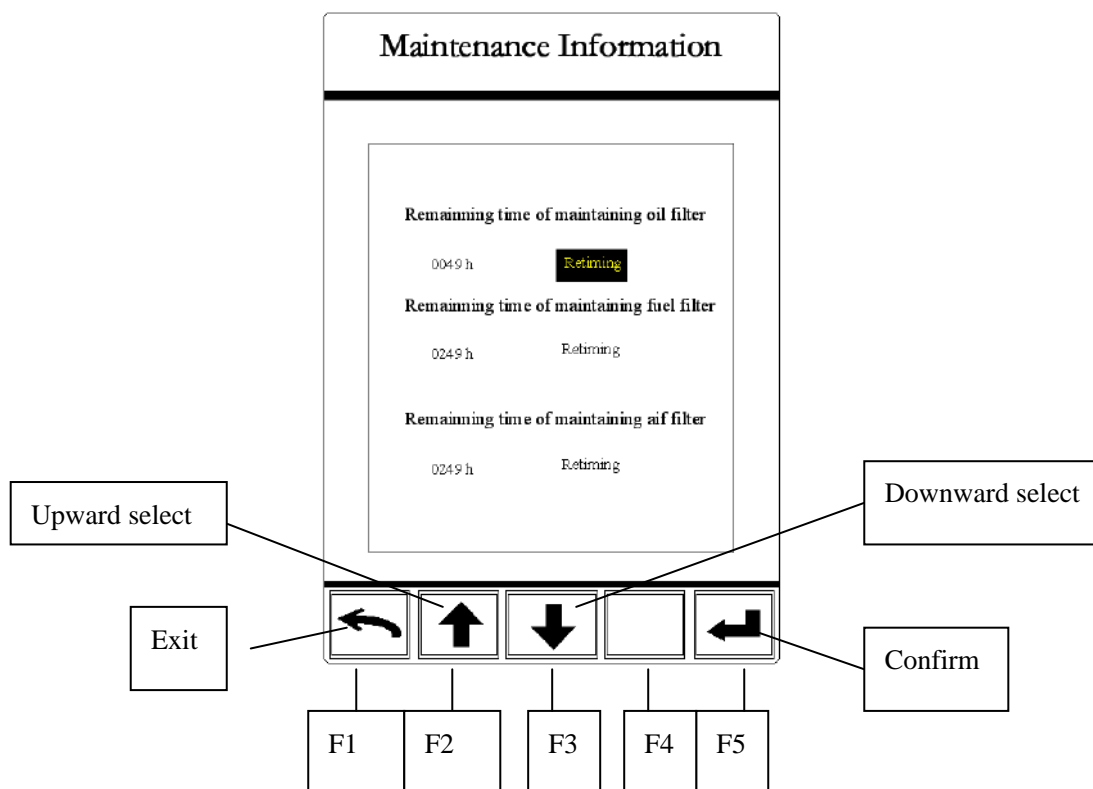 Maintenance Information
Remainning time of maintaining oil filter
0049 h Retiming
Remainning time of maintaining fuel filter
0249 h Retiming
Remainning time of maintaining aif filter
0249 h Retiming
Upward select
Downward select
Exit
Confirm
F1 F2 F3 F4 F5